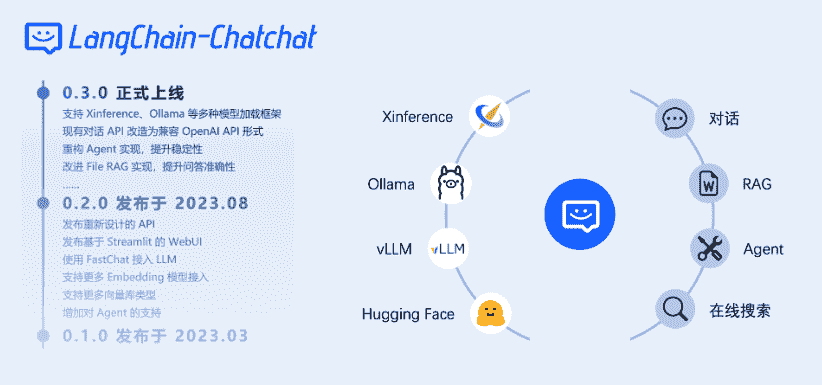 LangChain-Chatchat
0.3.0 正式上线
支持 Xinference、Ollama 等多种模型加载框架
现有对话 API 改造为兼容 OpenAI API 形式
重构 Agent 实现，提升稳定性
改进 File RAG 实现，提升问答准确性
......
0.2.0 发布于 2023.08
发布重新设计的 API
发布基于 Streamlit 的 WebUI
使用 FastChat 接入 LLM
支持更多 Embedding 模型接入
支持更多向量库类型
增加对 Agent 的支持
0.1.0 发布于 2023.03
Xinference
Ollama
vLLM
vLLM
Hugging Face
对话
W
RAG
Agent
在线搜索